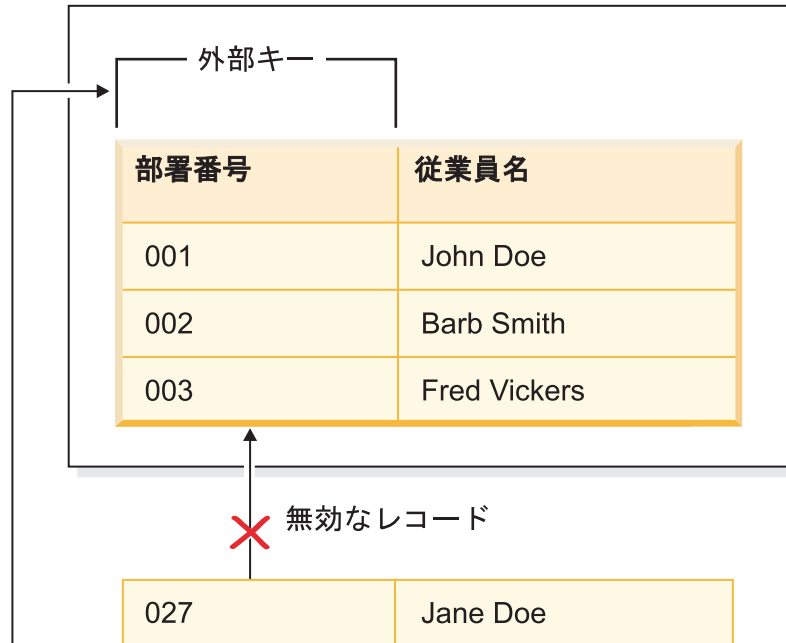 外部キー
部署番号 従業員名
001 John Doe
002 Barb Smith
003 Fred Vickers
無効なレコード
027 Jane Doe